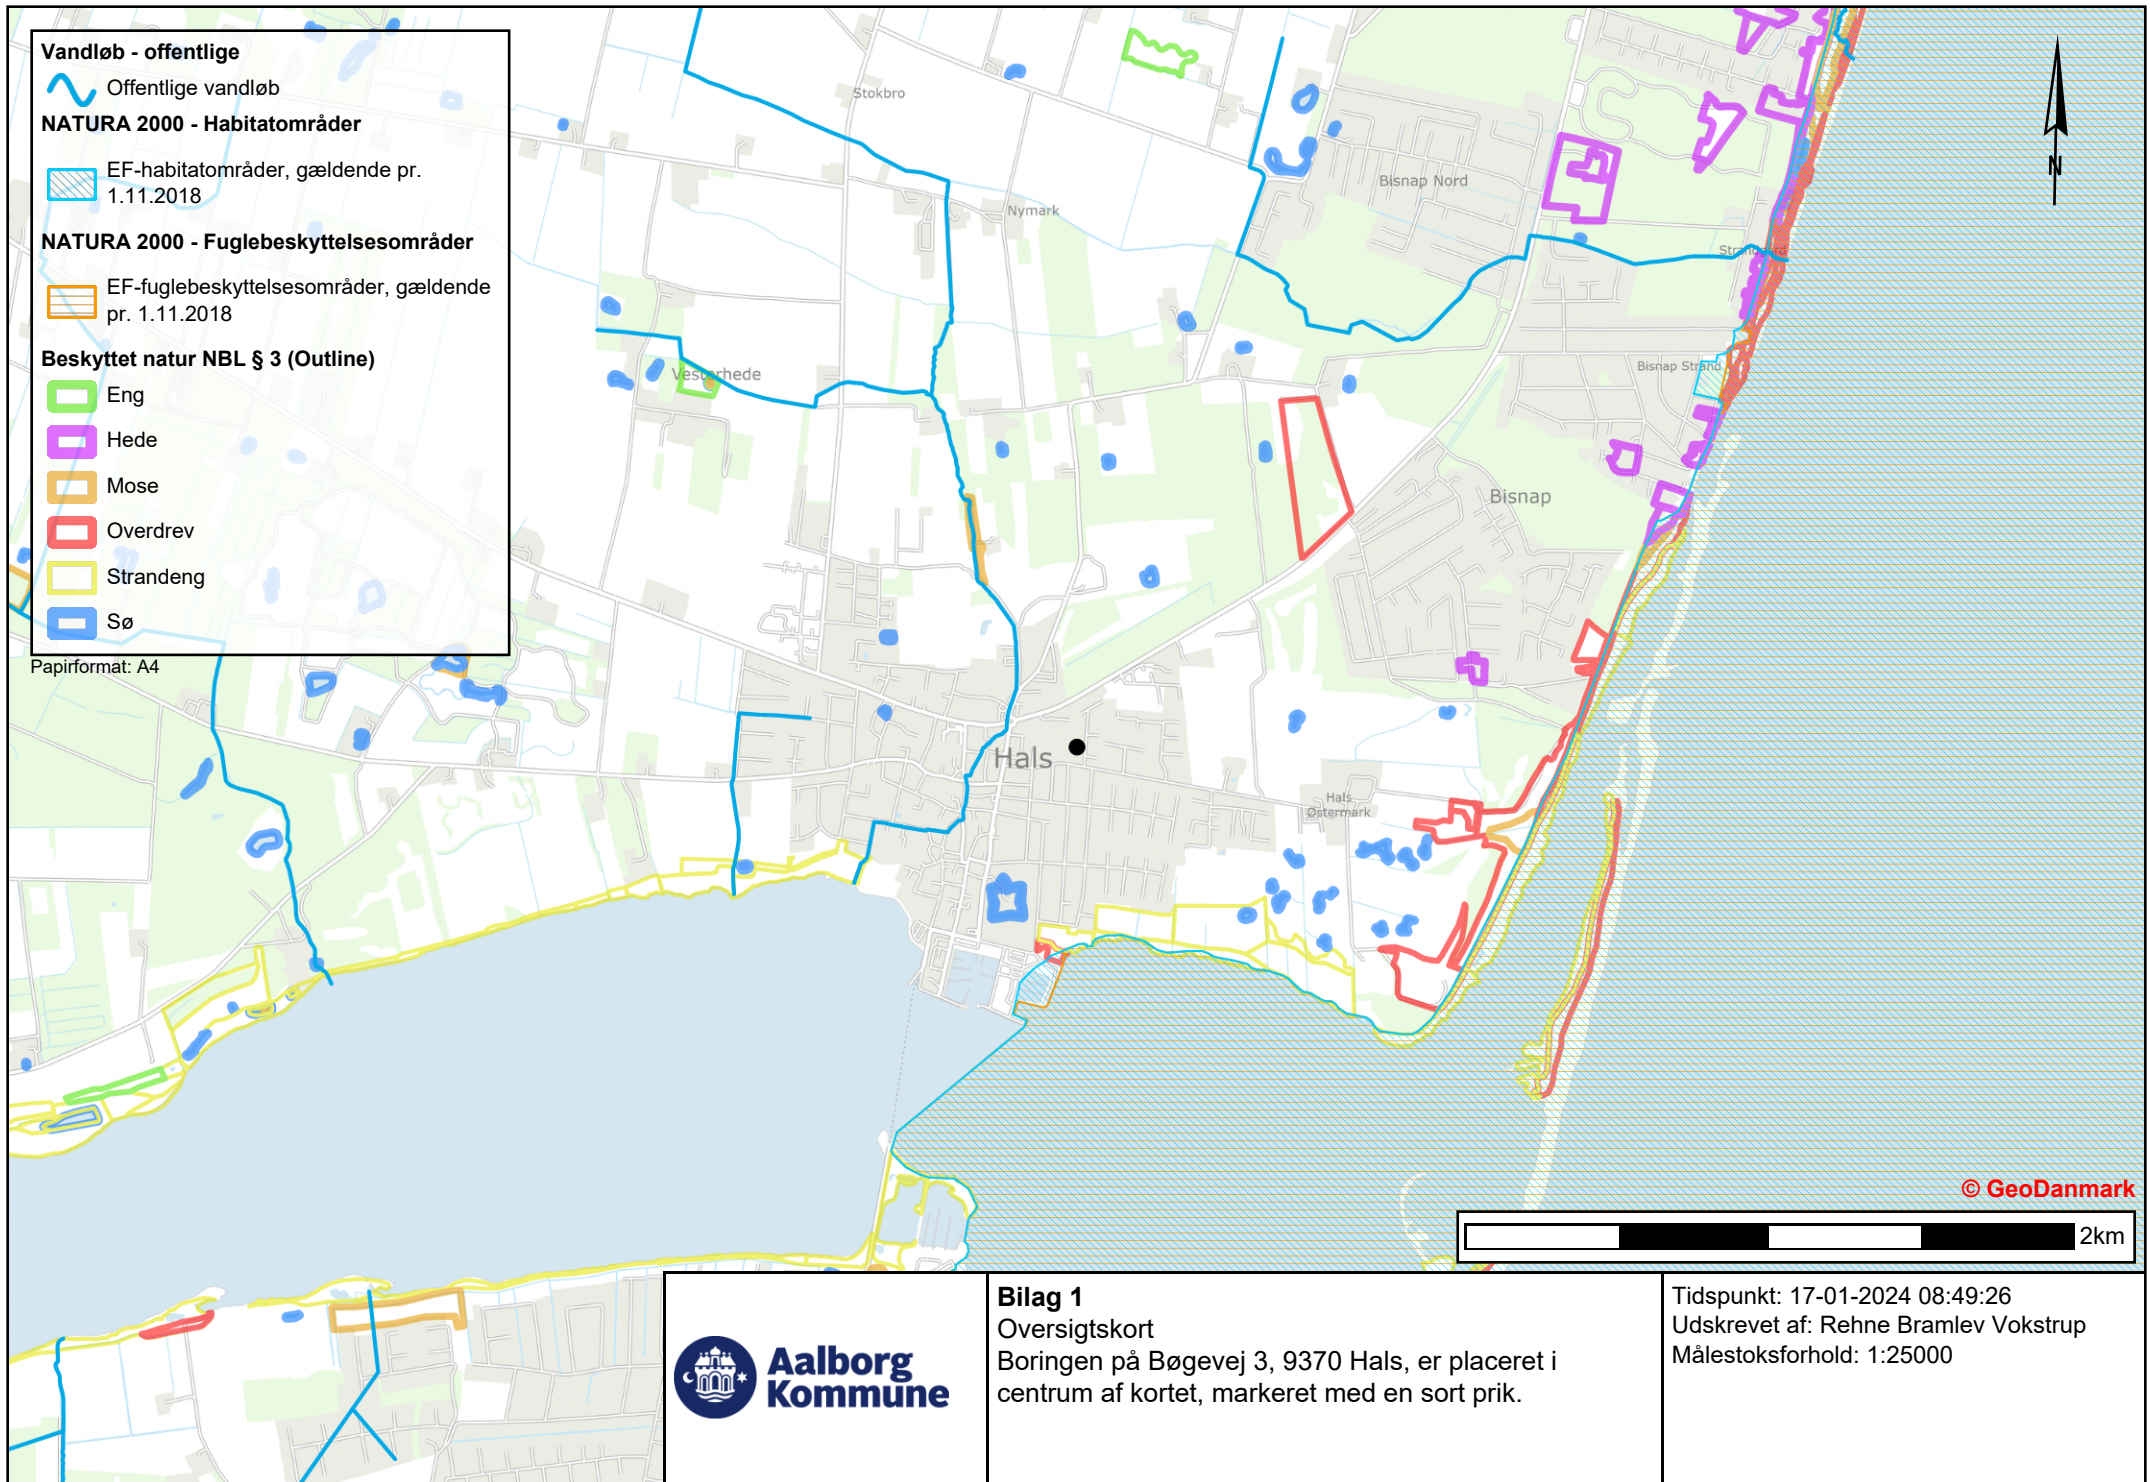 Vandløb - offentlige
Offentlige vandløb
NATURA 2000 - Habitatområder
EF-habitatområder, gældende pr.
1.11.2018
NATURA 2000 - Fuglebeskyttelsesområder
EF-fuglebeskyttelsesområder, gældende
pr. 1.11.2018
Beskyttet natur NBL § 3 (Outline)
Eng
Hede
Mose
Overdrev
Strandeng
Sø
Papirformat: A4
Stokbro
Nymark
Bisnap Nord
N
Strandgård
Vesterhede
Bisnap Strand
Bisnap
Hals
Hals
Østermark
© GeoDanmark
2km
Aalborg
Kommune
Bilag 1
Oversigtskort
Boringen på Bøgevej 3, 9370 Hals, er placeret i
centrum af kortet, markeret med en sort prik.
Tidspunkt: 17-01-2024 08:49:26
Udskrevet af: Rehne Bramlev Vokstrup
Målestoksforhold: 1:25000